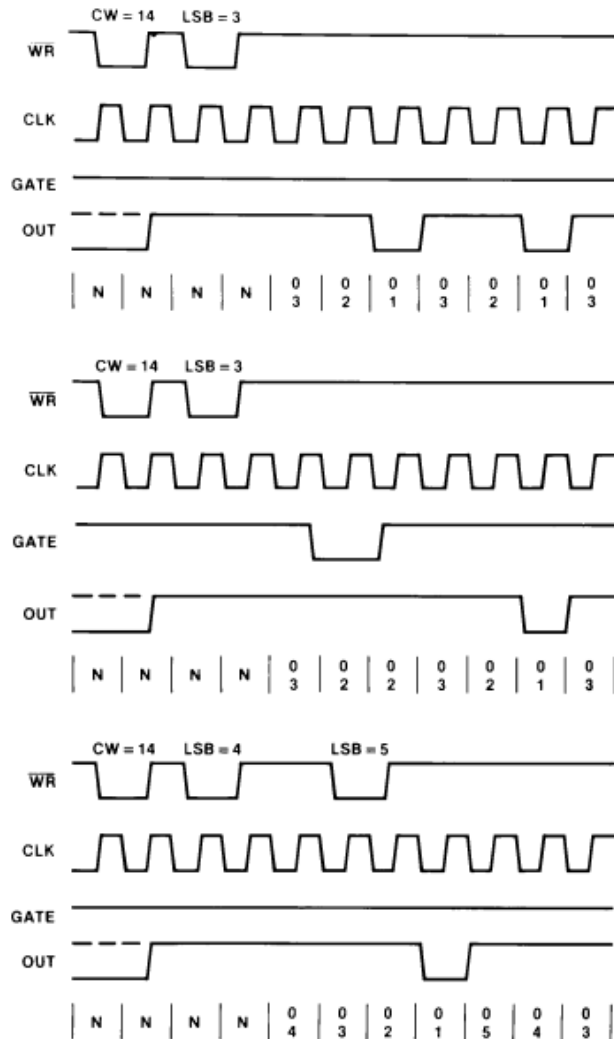 CW = 14 LSB = 3
WR
CLK
GATE
OUT
N N N N 0 0 0 0 0 0 0
3 2 1 3 2 1 3
CW = 14 LSB = 3
WR
CLK
GATE
OUT
N N N N 0 0 0 0 0 0 0
3 2 2 3 2 1 3
CW = 14 LSB = 4 LSB = 5
WR
CLK
GATE
OUT
N N N N 0 0 0 0 0 0 0
4 3 2 1 5 4 3